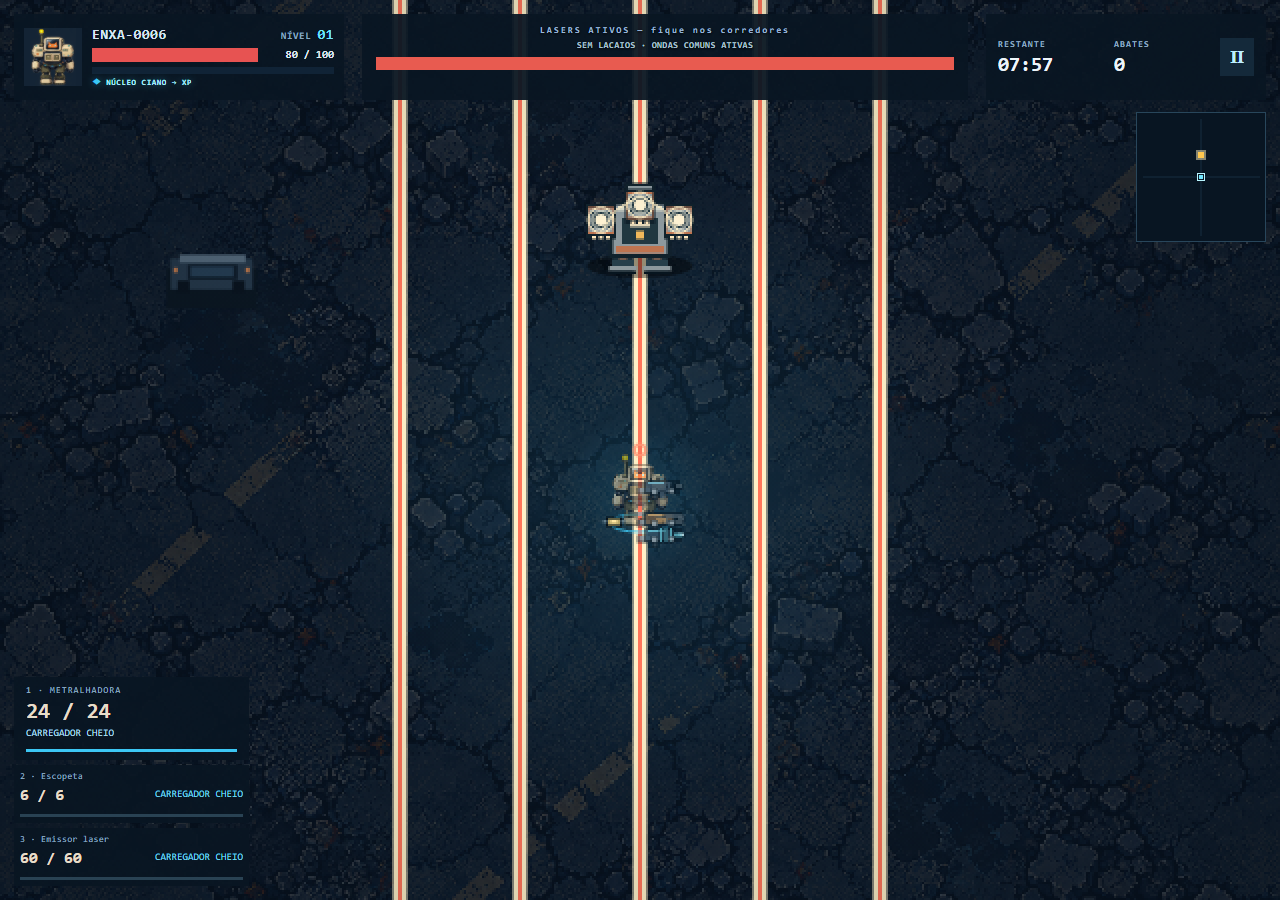 ENXA-0006
NÍVEL 01
80 / 100
NÚCLEO CIANO → XP
LASERS ATIVOS — fique nos corredores
SEM LACAIOS · ONDAS COMUNS ATIVAS
RESTANTE
07:57
ABATES
0
II
1 · METRALHADORA
24 / 24
CARREGADOR CHEIO
2 · Escopeta
6 / 6
CARREGADOR CHEIO
3 · Emissor laser
60 / 60
CARREGADOR CHEIO